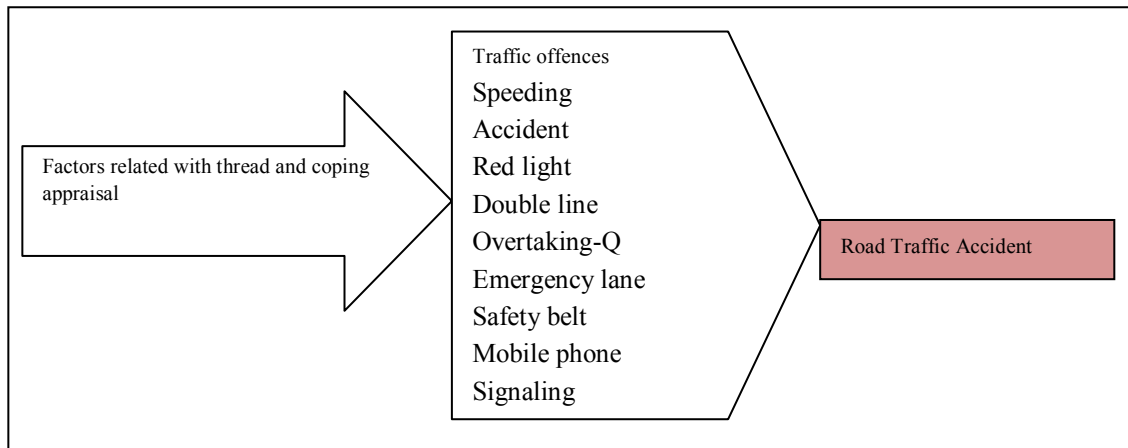 Factors related with thread and coping
appraisal
Traffic offences
Speeding
Accident
Red light
Double line
Overtaking-Q
Emergency lane
Safety belt
Mobile phone
Signaling
Road Traffic Accident